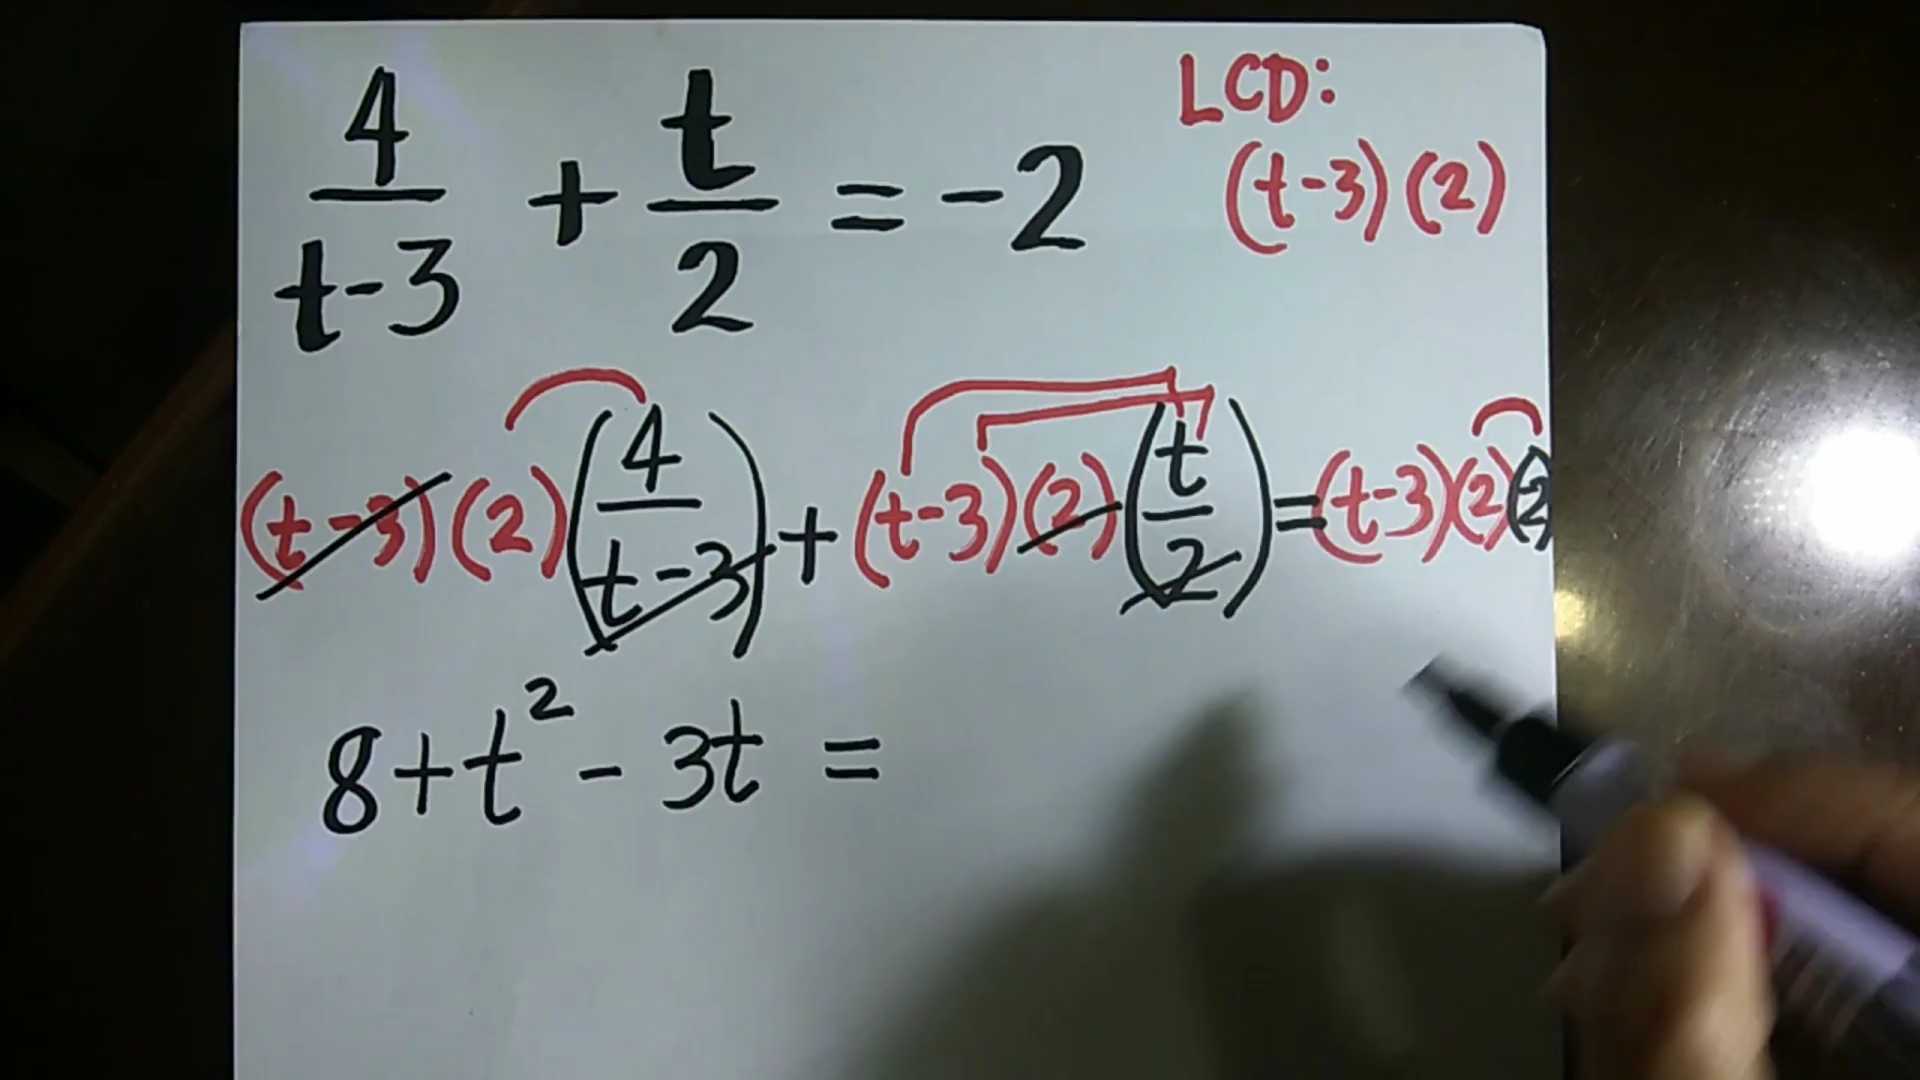 4/(t-3) + t/2 = -2
LCD:
(t-3)(2)
(t-3)(2)(4/(t-3)) + (t-3)(2)(t/2) = (t-3)(2)(-2)
8+t² - 3t =